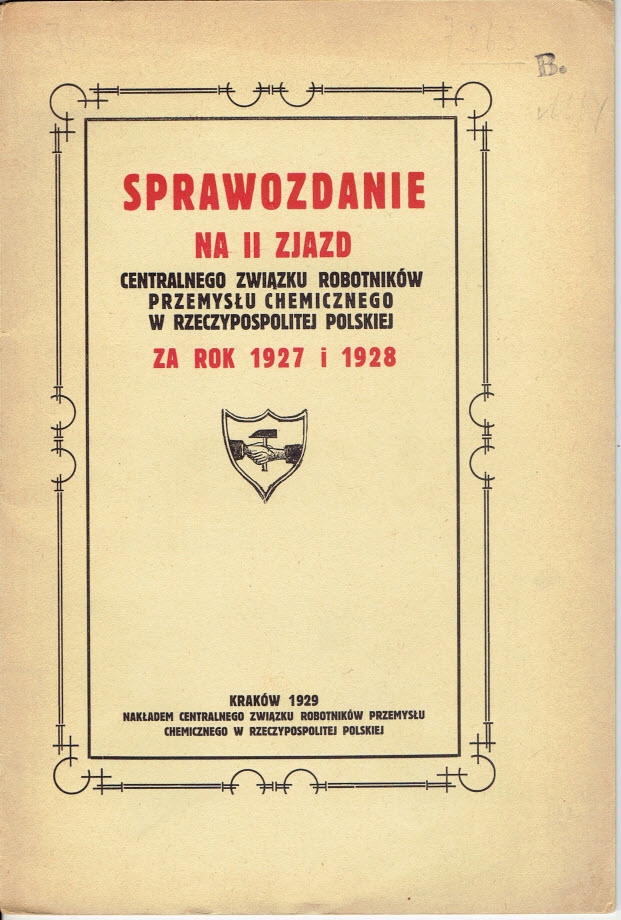 7263
B.
SPRAWOZDANIE
NA II ZJAZD
CENTRALNEGO ZWIĄZKU ROBOTNIKÓW
PRZEMYSŁU CHEMICZNEGO
W RZECZYPOSPOLITEJ POLSKIEJ
ZA ROK 1927 i 1928
KRAKÓW 1929
NAKŁADEM CENTRALNEGO ZWIĄZKU ROBOTNIKÓW PRZEMYSŁU
CHEMICZNEGO W RZECZYPOSPOLITEJ POLSKIEJ